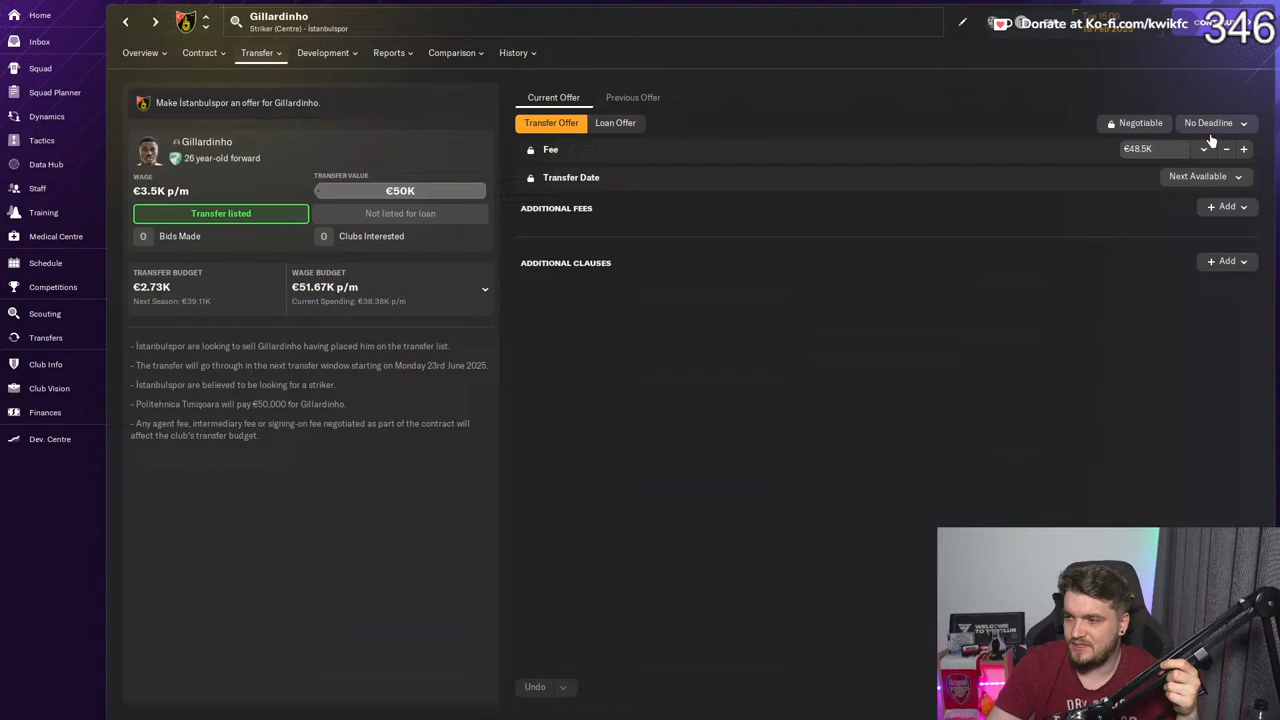 Home
Inbox
Squad
Squad Planner
Dynamics
Tactics
Data Hub
Staff
Training
Medical Centre
Schedule
Competitions
Scouting
Transfers
Club Info
Club Vision
Finances
Dev. Centre
Gillardinho
Striker (Centre) - İstanbulspor
Donate at Ko-fi.com/kwikfc
346
Overview
Contract
Transfer
Development
Reports
Comparison
History
Make İstanbulspor an offer for Gillardinho.
Gillardinho
26 year-old forward
WAGE
€3.5K p/m
TRANSFER VALUE
€50K
Transfer listed
Not listed for loan
0 Bids Made
0 Clubs Interested
TRANSFER BUDGET
€2.73K
Next Season: €39.11K
WAGE BUDGET
€51.67K p/m
Current Spending: €38.38K p/m
- İstanbulspor are looking to sell Gillardinho having placed him on the transfer list.
- The transfer will go through in the next transfer window starting on Monday 23rd June 2025.
- İstanbulspor are believed to be looking for a striker.
- Politehnica Timişoara will pay €50,000 for Gillardinho.
- Any agent fee, intermediary fee or signing-on fee negotiated as part of the contract will
affect the club's transfer budget.
Current Offer
Previous Offer
Transfer Offer
Loan Offer
Negotiable
No Deadline
Fee
€48.5K
Transfer Date
Next Available
ADDITIONAL FEES
+ Add
ADDITIONAL CLAUSES
+ Add
Undo
WELCOME
Arsenal